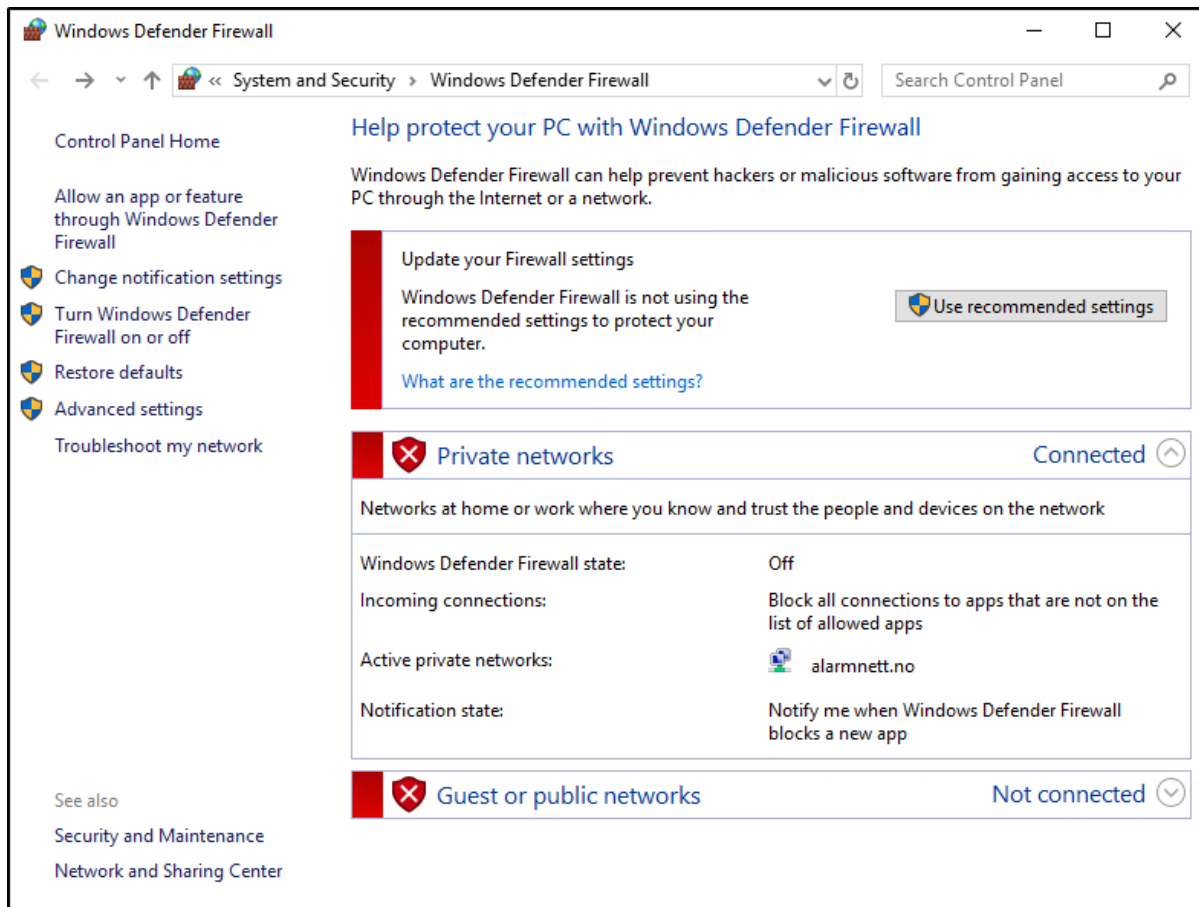 Windows Defender Firewall
« System and Security > Windows Defender Firewall
Search Control Panel
Control Panel Home
Allow an app or feature
through Windows Defender
Firewall
Change notification settings
Turn Windows Defender
Firewall on or off
Restore defaults
Advanced settings
Troubleshoot my network
See also
Security and Maintenance
Network and Sharing Center
Help protect your PC with Windows Defender Firewall
Windows Defender Firewall can help prevent hackers or malicious software from gaining access to your
PC through the Internet or a network.
Update your Firewall settings
Windows Defender Firewall is not using the
recommended settings to protect your
computer.
What are the recommended settings?
Use recommended settings
Private networks
Connected
Networks at home or work where you know and trust the people and devices on the network
Windows Defender Firewall state:
Off
Incoming connections:
Block all connections to apps that are not on the
list of allowed apps
Active private networks:
alarmnett.no
Notification state:
Notify me when Windows Defender Firewall
blocks a new app
Guest or public networks
Not connected